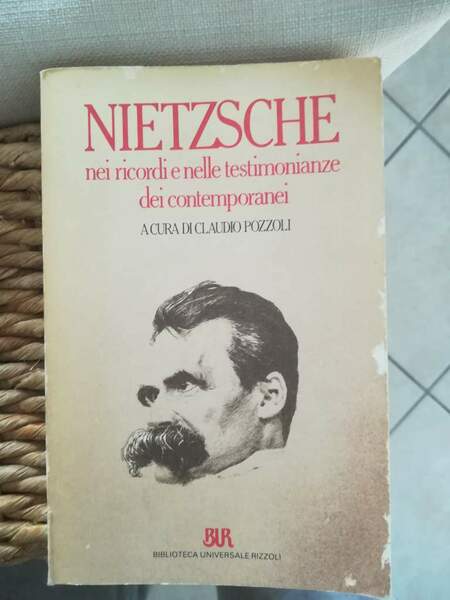 NIETZSCHE
nei ricordi e nelle testimonianze
dei contemporanei
A CURA DI CLAUDIO POZZOLI
BUR
BIBLIOTECA UNIVERSALE RIZZOLI